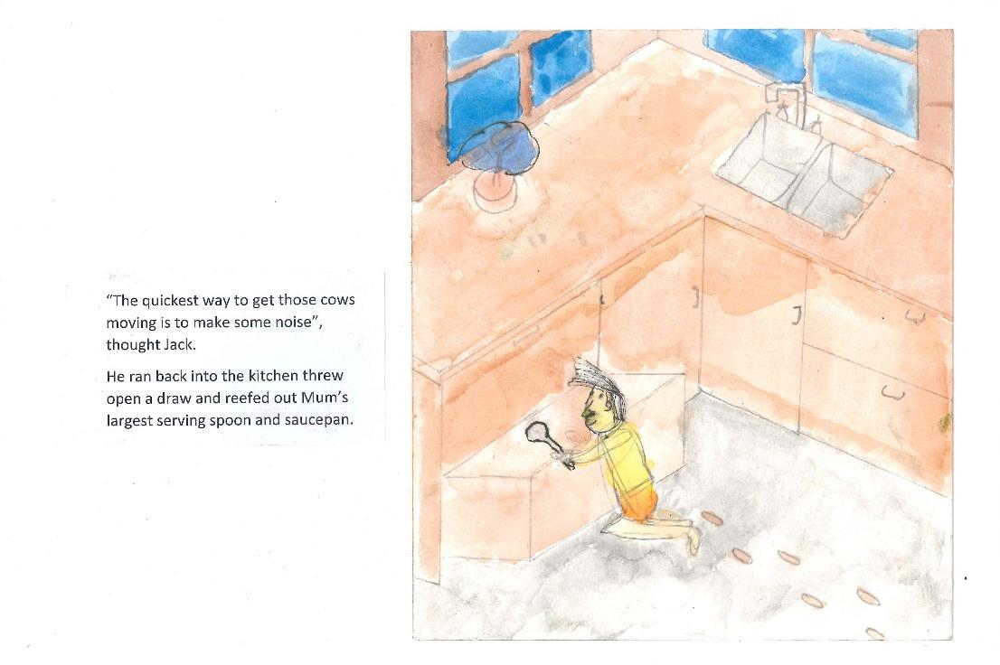 “The quickest way to get those cows
moving is to make some noise”,
thought Jack.
He ran back into the kitchen threw
open a draw and reefed out Mum’s
largest serving spoon and saucepan.